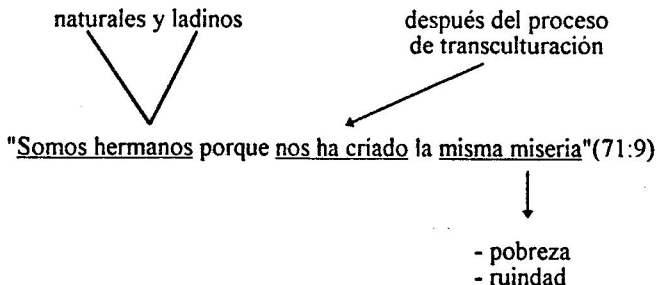 naturales y ladinos
después del proceso
de transculturación
"Somos hermanos porque nos ha criado la misma miseria"(71:9)
- pobreza
- ruindad